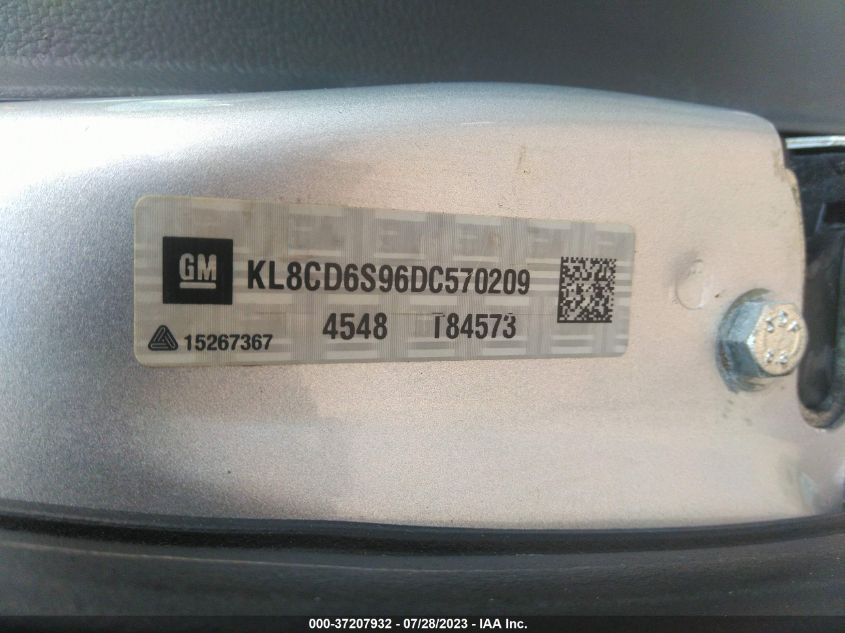 GM KL8CD6S96DC570209
15267367 4548 T84573
000-37207932 - 07/28/2023 - IAA Inc.